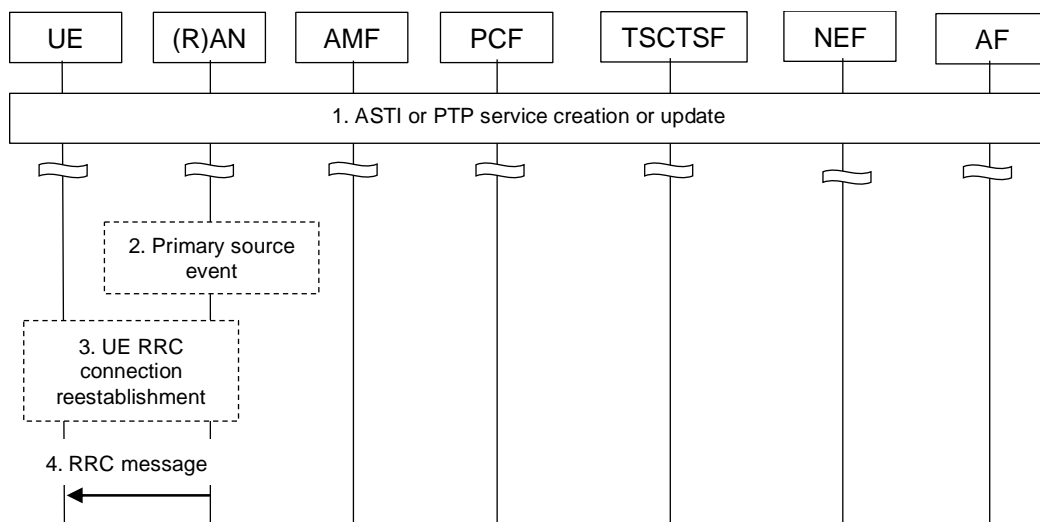 UE
(R)AN
AMF
PCF
TSCTSF
NEF
AF
1. ASTI or PTP service creation or update
2. Primary source
event
3. UE RRC
connection
reestablishment
4. RRC message